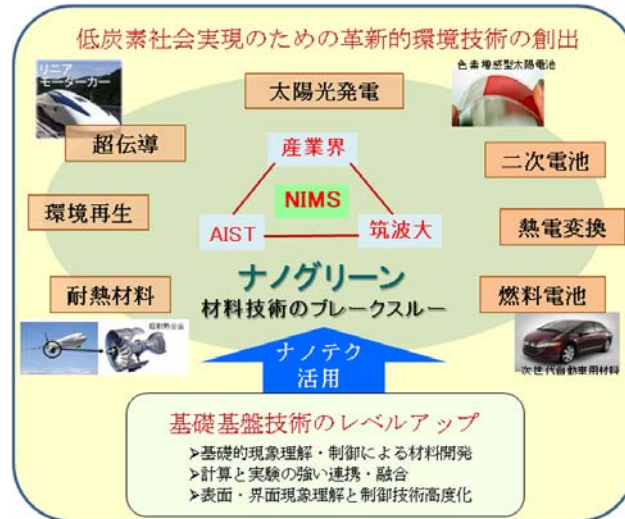 低炭素社会実現のための革新的環境技術の創出
リニア
モーターカー
太陽光発電
色素増感型太陽電池
超伝導
産業界
二次電池
NIMS
環境再生
AIST
筑波大
熱電変換
ナノグリーン
耐熱材料
材料技術のブレークスルー
燃料電池
超耐熱合金
ナノテク
活用
次世代自動車用材料
基礎基盤技術のレベルアップ
➤基礎的現象理解・制御による材料開発
➤計算と実験の強い連携・融合
➤表面・界面現象理解と制御技術高度化